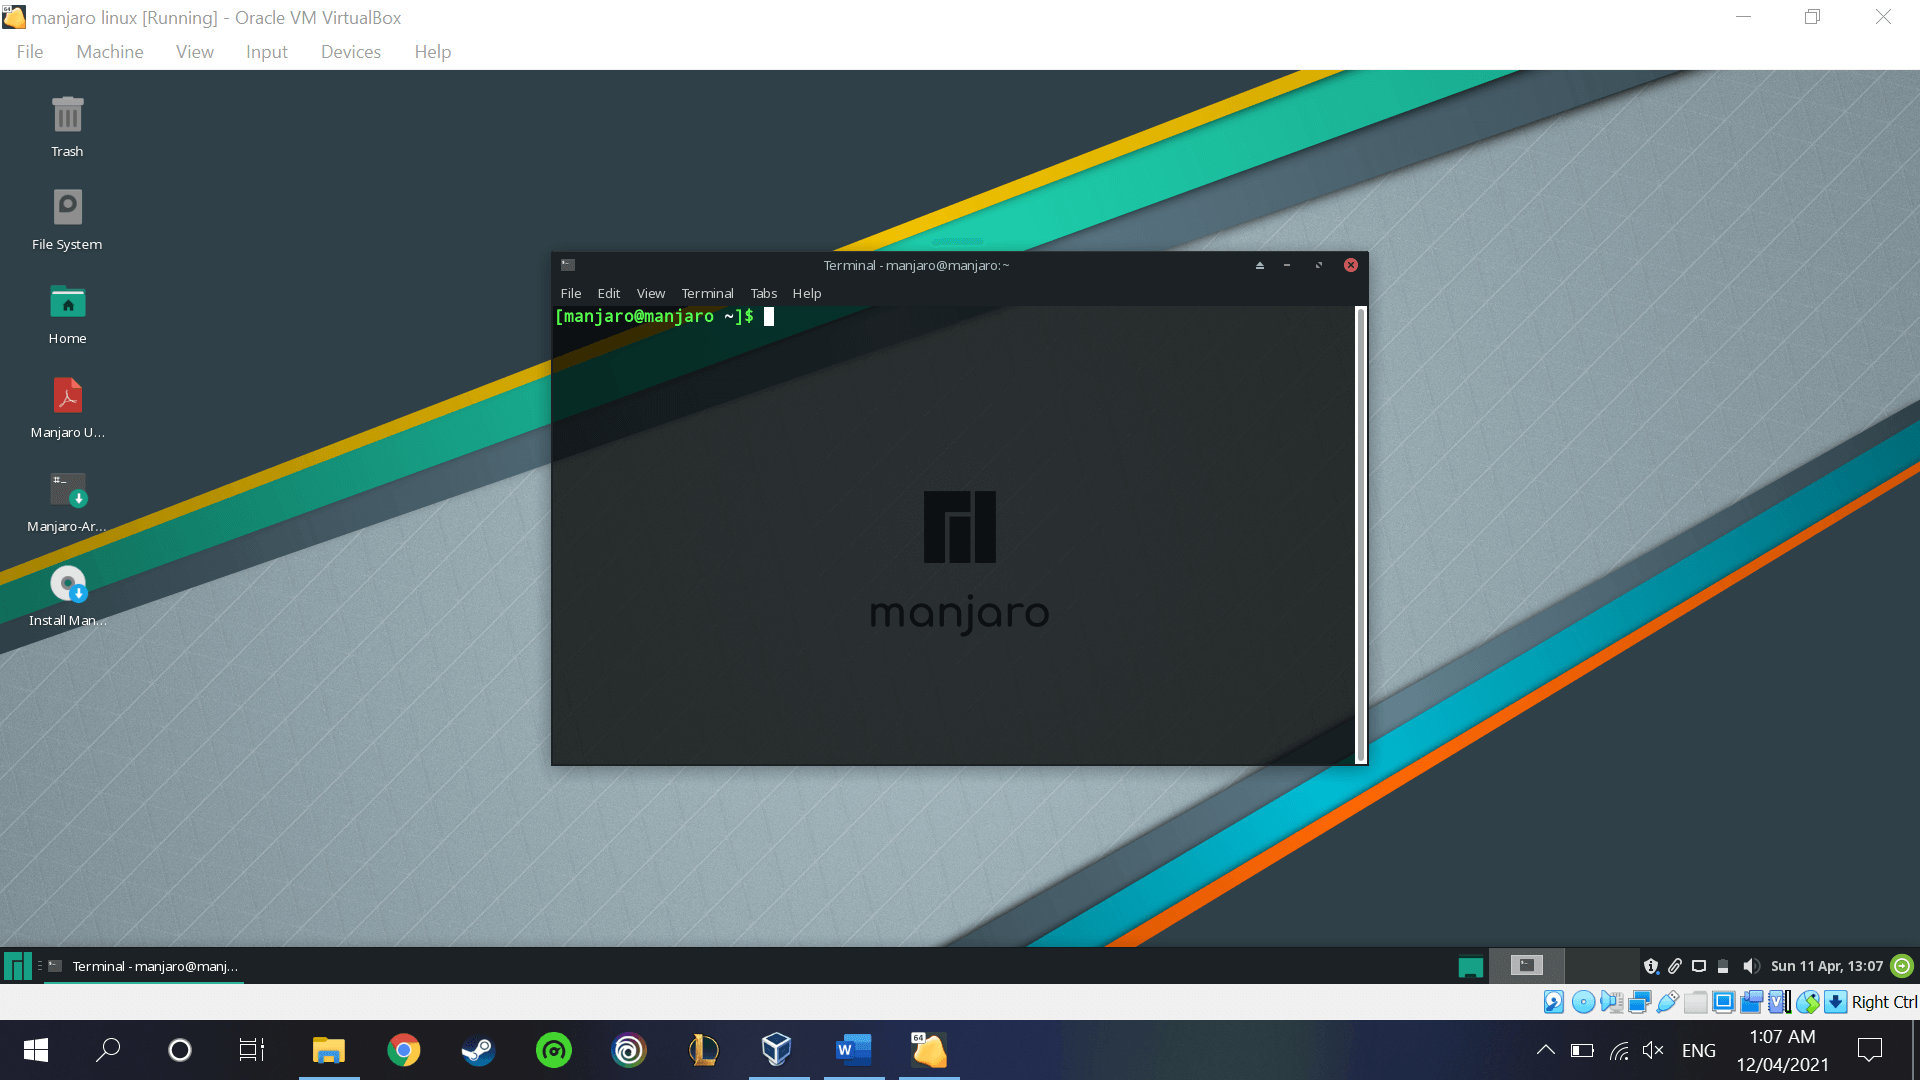 manjaro linux [Running] - Oracle VM VirtualBox
File Machine View Input Devices Help
Trash
File System
Home
Manjaro U...
#-
Manjaro-Ar...
Install Man...
Terminal - manjaro@manjaro:~
File Edit View Terminal Tabs Help
[manjaro@manjaro ~]$
manjaro
Terminal - manjaro@manj...
Sun 11 Apr, 13:07
Right Ctrl
W
64
ENG
1:07 AM
12/04/2021